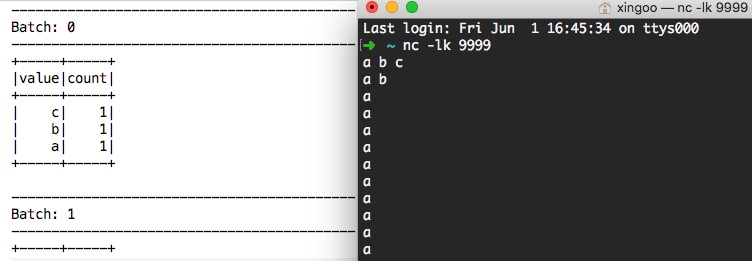 -------------------------------------------
Batch: 0
-------------------------------------------
+-----+-----+
|value|count|
+-----+-----+
|    c|    1|
|    b|    1|
|    a|    1|
+-----+-----+
-------------------------------------------
Batch: 1
-------------------------------------------
+-----+-----+
xingoo — nc -lk 9999
Last login: Fri Jun  1 16:45:34 on ttys000
[➜  ~ nc -lk 9999
a b c
a b
a
a
a
a
a
a
a
a
a
a